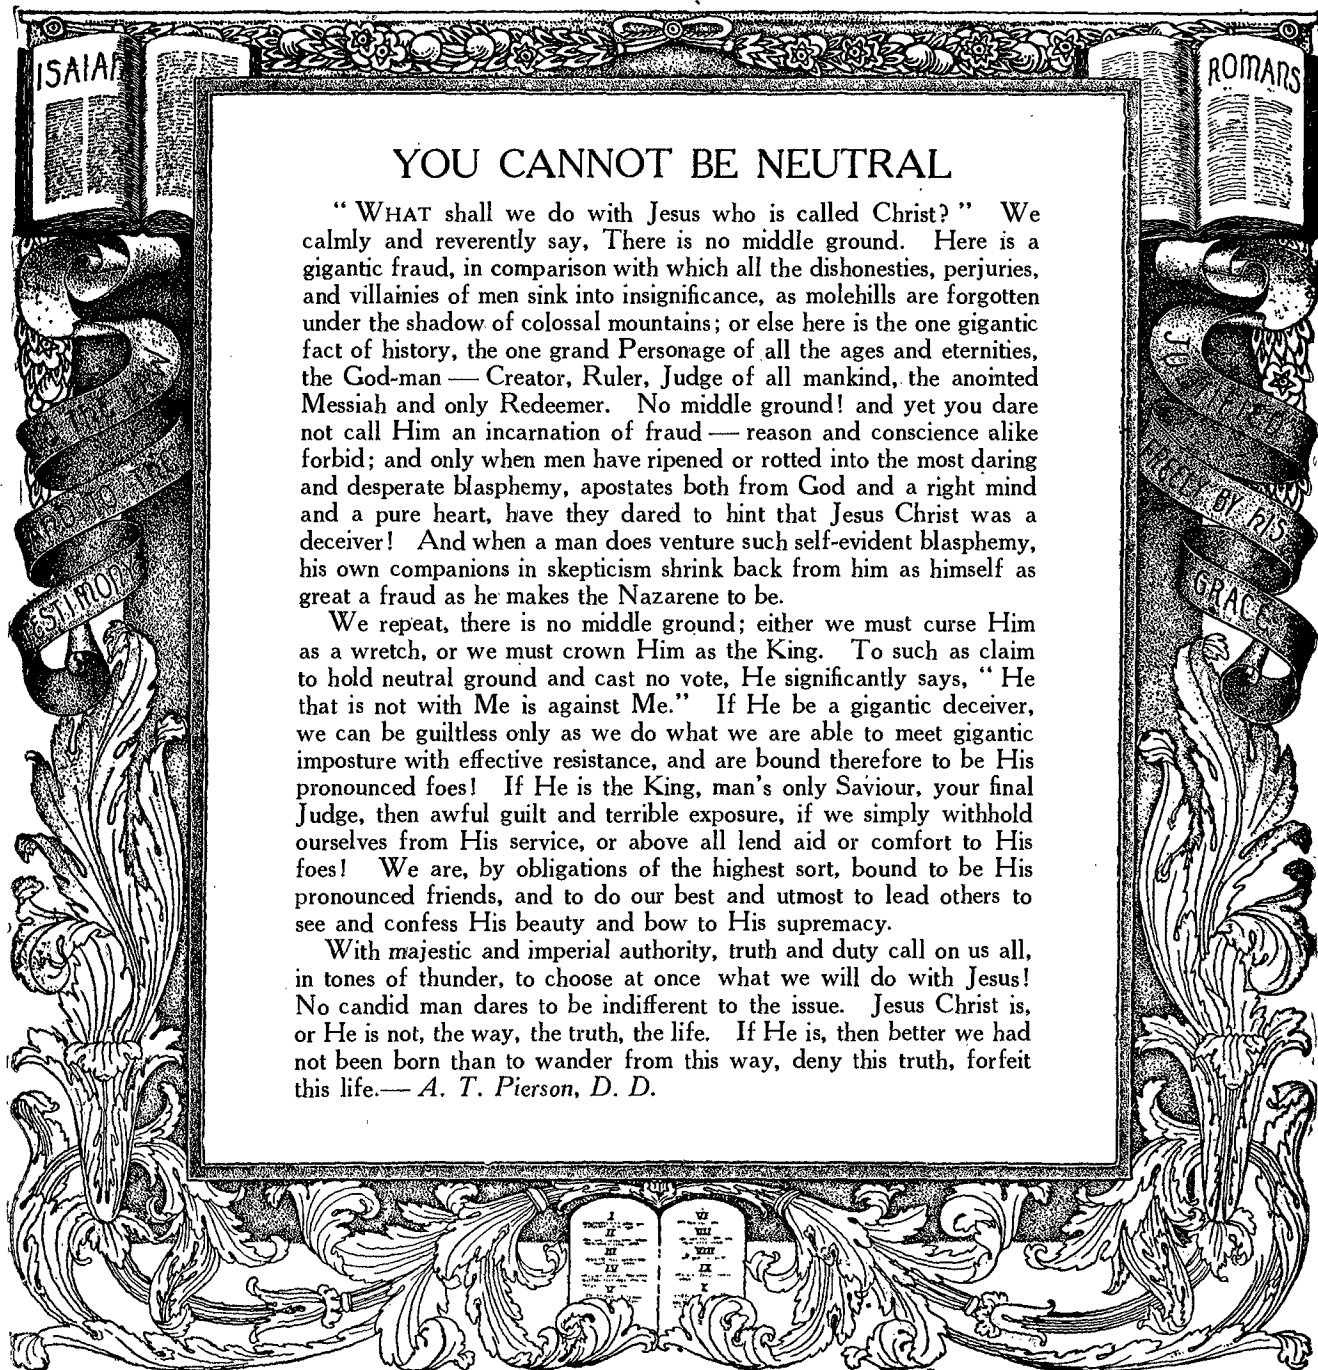 ISAIAH
ROMANS
TO THE LAW
AND TO THE
TESTIMONY
JUSTIFIED
FREELY BY HIS
GRACE
YOU CANNOT BE NEUTRAL
“ WHAT shall we do with Jesus who is called Christ? ” We
calmly and reverently say, There is no middle ground. Here is a
gigantic fraud, in comparison with which all the dishonesties, perjuries,
and villainies of men sink into insignificance, as molehills are forgotten
under the shadow of colossal mountains; or else here is the one gigantic
fact of history, the one grand Personage of all the ages and eternities,
the God-man — Creator, Ruler, Judge of all mankind, the anointed
Messiah and only Redeemer. No middle ground! and yet you dare
not call Him an incarnation of fraud — reason and conscience alike
forbid; and only when men have ripened or rotted into the most daring
and desperate blasphemy, apostates both from God and a right mind
and a pure heart, have they dared to hint that Jesus Christ was a
deceiver! And when a man does venture such self-evident blasphemy,
his own companions in skepticism shrink back from him as himself as
great a fraud as he makes the Nazarene to be.
We repeat, there is no middle ground; either we must curse Him
as a wretch, or we must crown Him as the King. To such as claim
to hold neutral ground and cast no vote, He significantly says, “ He
that is not with Me is against Me.” If He be a gigantic deceiver,
we can be guiltless only as we do what we are able to meet gigantic
imposture with effective resistance, and are bound therefore to be His
pronounced foes! If He is the King, man's only Saviour, your final
Judge, then awful guilt and terrible exposure, if we simply withhold
ourselves from His service, or above all lend aid or comfort to His
foes! We are, by obligations of the highest sort, bound to be His
pronounced friends, and to do our best and utmost to lead others to
see and confess His beauty and bow to His supremacy.
With majestic and imperial authority, truth and duty call on us all,
in tones of thunder, to choose at once what we will do with Jesus!
No candid man dares to be indifferent to the issue. Jesus Christ is,
or He is not, the way, the truth, the life. If He is, then better we had
not been born than to wander from this way, deny this truth, forfeit
this life.— A. T. Pierson, D. D.
I
II
III
IV
V
VI
VII
VIII
IX
X